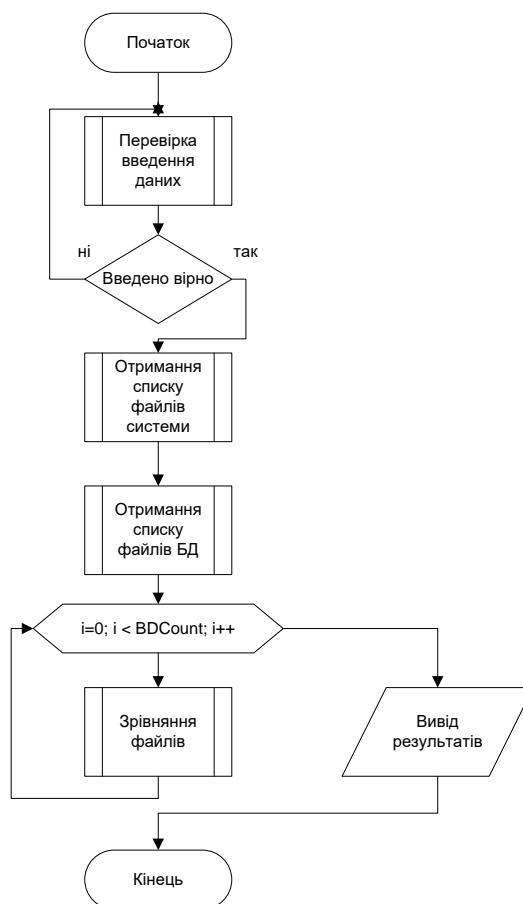 Початок
Перевірка
введення
даних
ні
так
Введено вірно
Отримання
списку
файлів
системи
Отримання
списку
файлів БД
i=0; i < BDCount; i++
Зрівняння
файлів
Вивід
результатів
Кінець